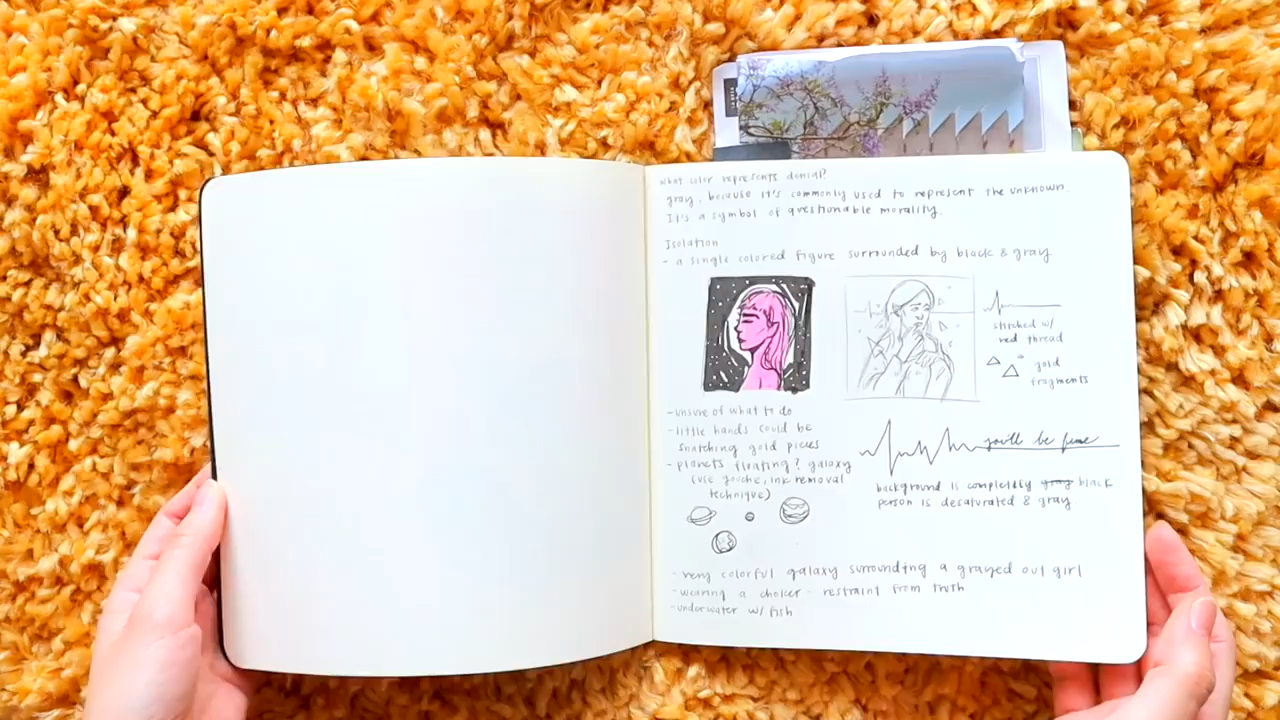 What color represents denial?
gray, because it's commonly used to represent the unknown.
It's a symbol of questionable morality.
Isolation
- a single colored figure surrounded by black & gray
stitched w/
red thread
gold
fragments
- unsure of what to do
- little hands could be
snatching gold pieces
- planets floating? galaxy
(use gouche, ink removal
technique)
you'll be fine
background is completely gray black
person is desaturated & gray
- very colorful galaxy surrounding a grayed out girl
- wearing a choker - restraint from truth
- underwater w/ fish